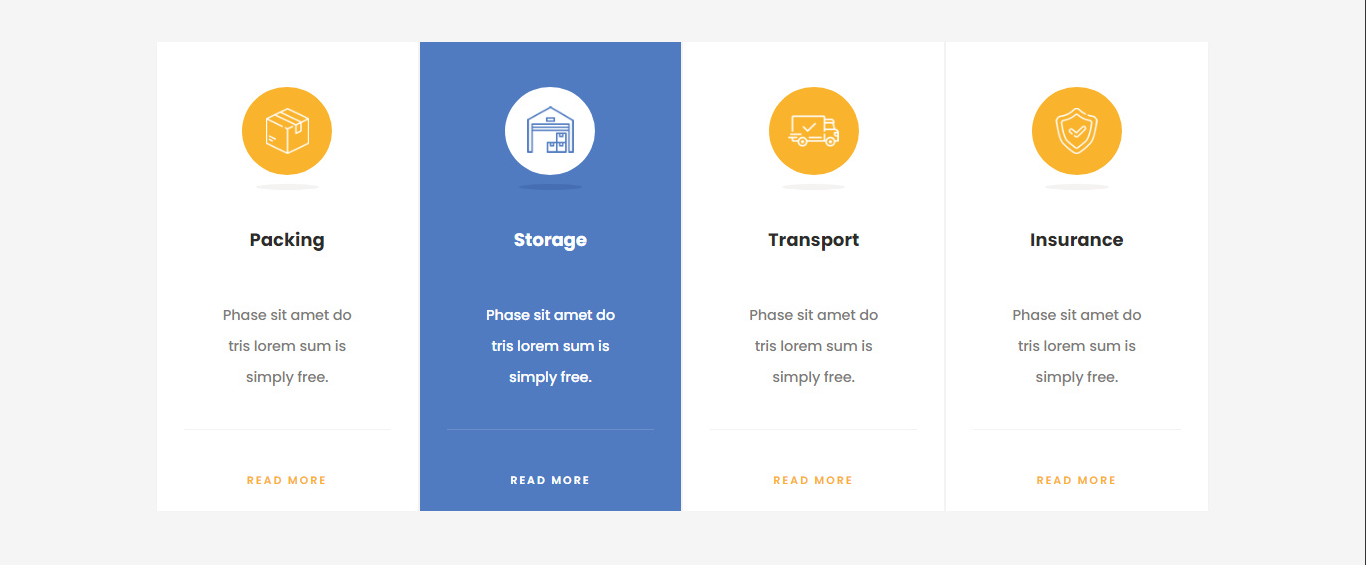 Packing
Phase sit amet do
tris lorem sum is
simply free.
READ MORE
Storage
Phase sit amet do
tris lorem sum is
simply free.
READ MORE
Transport
Phase sit amet do
tris lorem sum is
simply free.
READ MORE
Insurance
Phase sit amet do
tris lorem sum is
simply free.
READ MORE